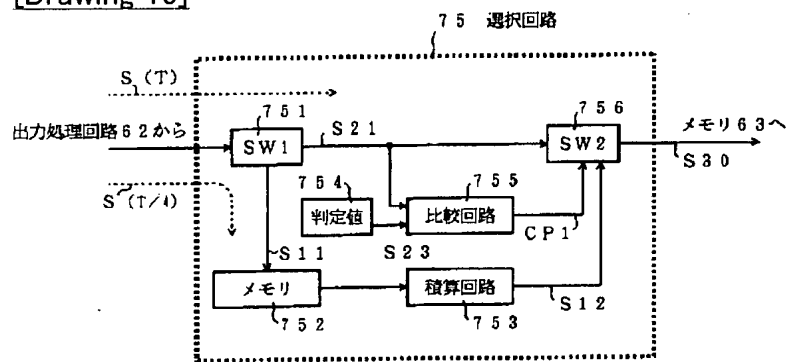 [Drawing 10]
75 選択回路
S (T)
出力処理回路62から
751
SW1
S21
756
SW2
メモリ63へ
S30
S (T/4)
754
判定値
755
比較回路
S23
CP1
S11
メモリ
752
積算回路
753
S12